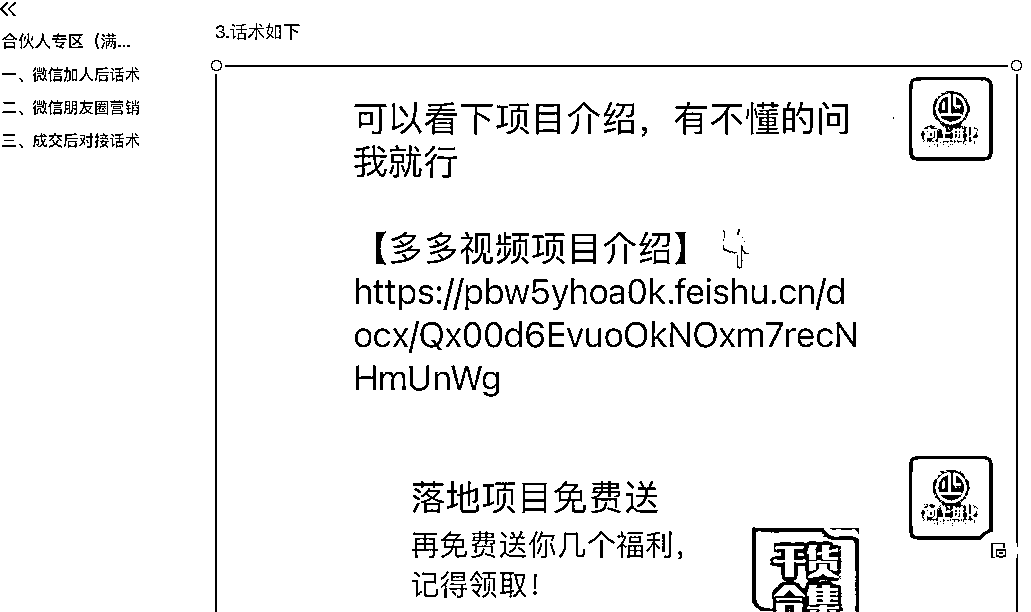 合伙人专区（满...
一、微信加人后话术
二、微信朋友圈营销
三、成交后对接话术
3.话术如下
可以看下项目介绍，有不懂的问
我就行
【多多视频项目介绍】👇
https://pbw5yhoa0k.feishu.cn/d
ocx/Qx00d6EvuoOkNOxm7recN
HmUnWg
落地项目免费送
再免费送你几个福利，
记得领取！
干货
合集